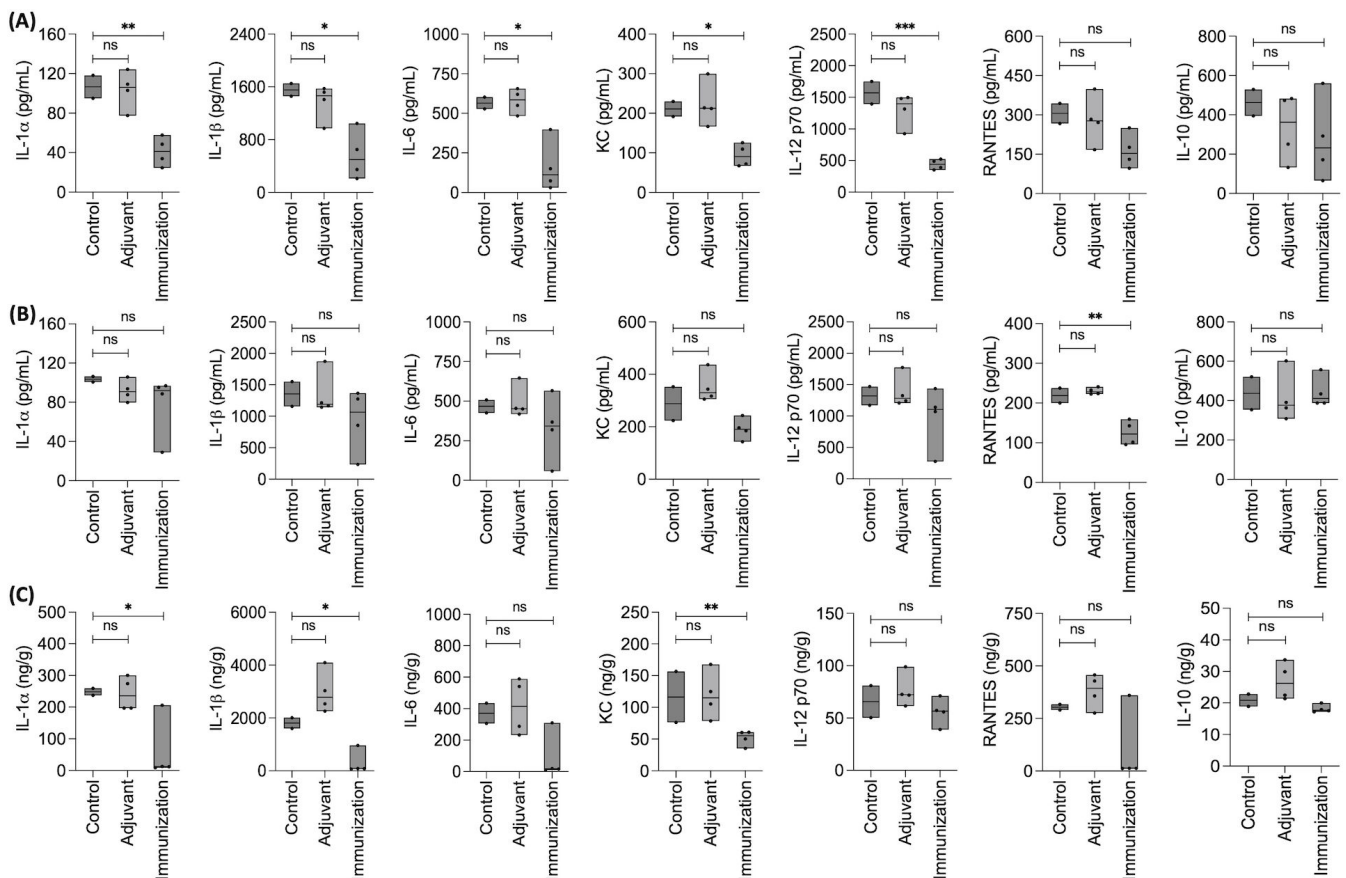 (A)
IL-1α (pg/mL)
160
120
80
40
0
**
ns
Control
Adjuvant
Immunization
IL-1β (pg/mL)
2400
1600
800
0
*
ns
Control
Adjuvant
Immunization
IL-6 (pg/mL)
1000
750
500
250
0
*
ns
Control
Adjuvant
Immunization
KC (pg/mL)
400
300
200
100
0
*
ns
Control
Adjuvant
Immunization
IL-12 p70 (pg/mL)
2500
2000
1500
1000
500
0
***
ns
Control
Adjuvant
Immunization
RANTES (pg/mL)
600
450
300
150
0
ns
ns
Control
Adjuvant
Immunization
IL-10 (pg/mL)
800
600
400
200
0
ns
ns
Control
Adjuvant
Immunization
(B)
IL-1α (pg/mL)
160
120
80
40
0
ns
ns
Control
Adjuvant
Immunization
IL-1β (pg/mL)
2500
2000
1500
1000
500
0
ns
ns
Control
Adjuvant
Immunization
IL-6 (pg/mL)
1000
750
500
250
0
ns
ns
Control
Adjuvant
Immunization
KC (pg/mL)
600
400
200
0
ns
ns
Control
Adjuvant
Immunization
IL-12 p70 (pg/mL)
2500
2000
1500
1000
500
0
ns
ns
Control
Adjuvant
Immunization
RANTES (pg/mL)
400
300
200
100
0
**
ns
Control
Adjuvant
Immunization
IL-10 (pg/mL)
800
600
400
200
0
ns
ns
Control
Adjuvant
Immunization
(C)
IL-1α (ng/g)
500
400
300
200
100
0
*
ns
Control
Adjuvant
Immunization
IL-1β (ng/g)
6000
4000
2000
0
*
ns
Control
Adjuvant
Immunization
IL-6 (ng/g)
1000
800
600
400
200
0
ns
ns
Control
Adjuvant
Immunization
KC (ng/g)
250
200
150
100
50
0
**
ns
Control
Adjuvant
Immunization
IL-12 p70 (ng/g)
150
100
50
0
ns
ns
Control
Adjuvant
Immunization
RANTES (ng/g)
750
500
250
0
ns
ns
Control
Adjuvant
Immunization
IL-10 (ng/g)
50
40
30
20
10
0
ns
ns
Control
Adjuvant
Immunization